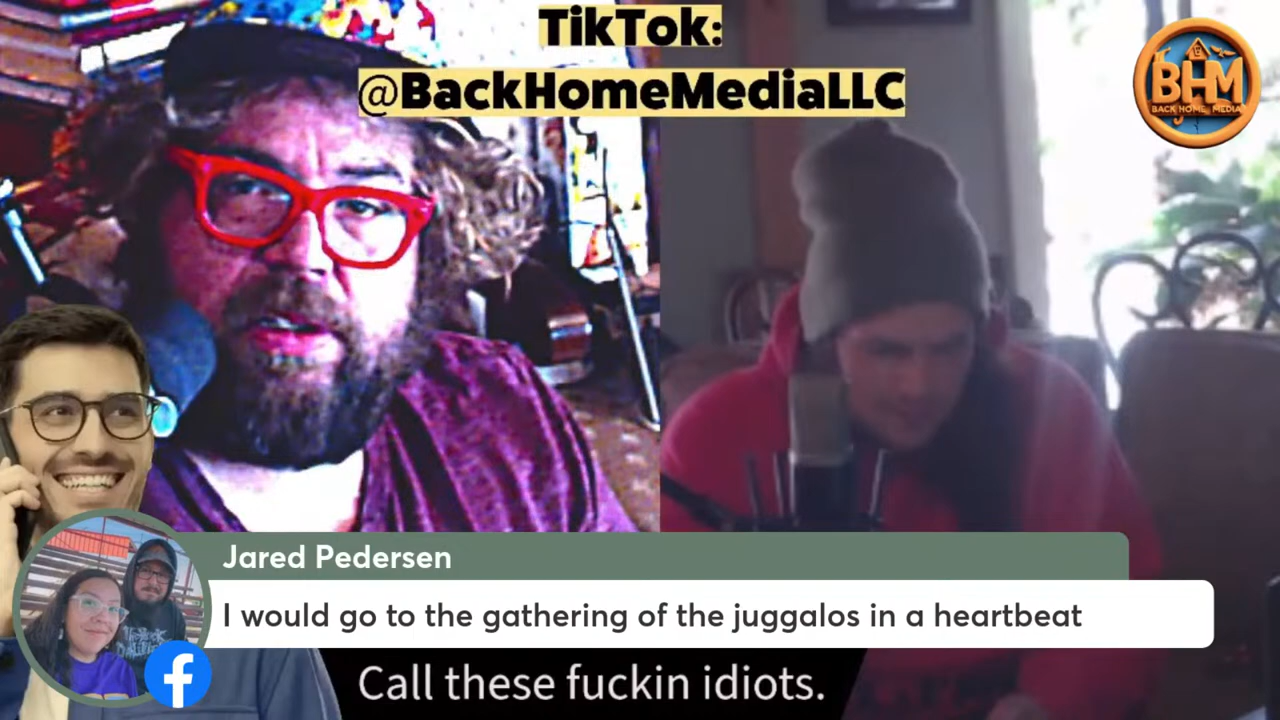 TikTok:
@BackHomeMediaLLC
BHM
BACK HOME MEDIA
Jared Pedersen
I would go to the gathering of the juggalos in a heartbeat
Call these fuckin idiots.